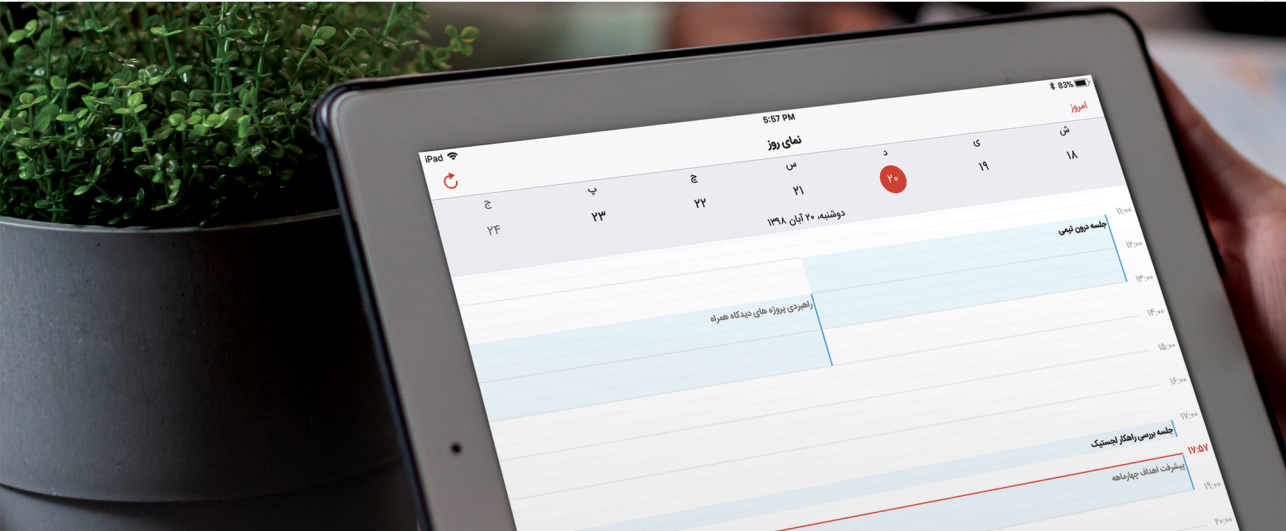 iPad
5:57 PM
83%
نمای روز
امروز
ش ی د س چ پ ج
۱۸ ۱۹ ۲۰ ۲۱ ۲۲ ۲۳ ۲۴
دوشنبه، ۲۰ آبان ۱۳۹۸
۱۱:۰۰
جلسه درون تیمی
۱۲:۰۰
۱۳:۰۰
راهبردی پروژه های دیدگاه همراه
۱۴:۰۰
۱۵:۰۰
۱۶:۰۰
۱۷:۰۰
جلسه بررسی راهکار لجستیک
۱۷:۵۷
پیشرفت اهداف چهارماهه
۱۹:۰۰
۲۰:۰۰